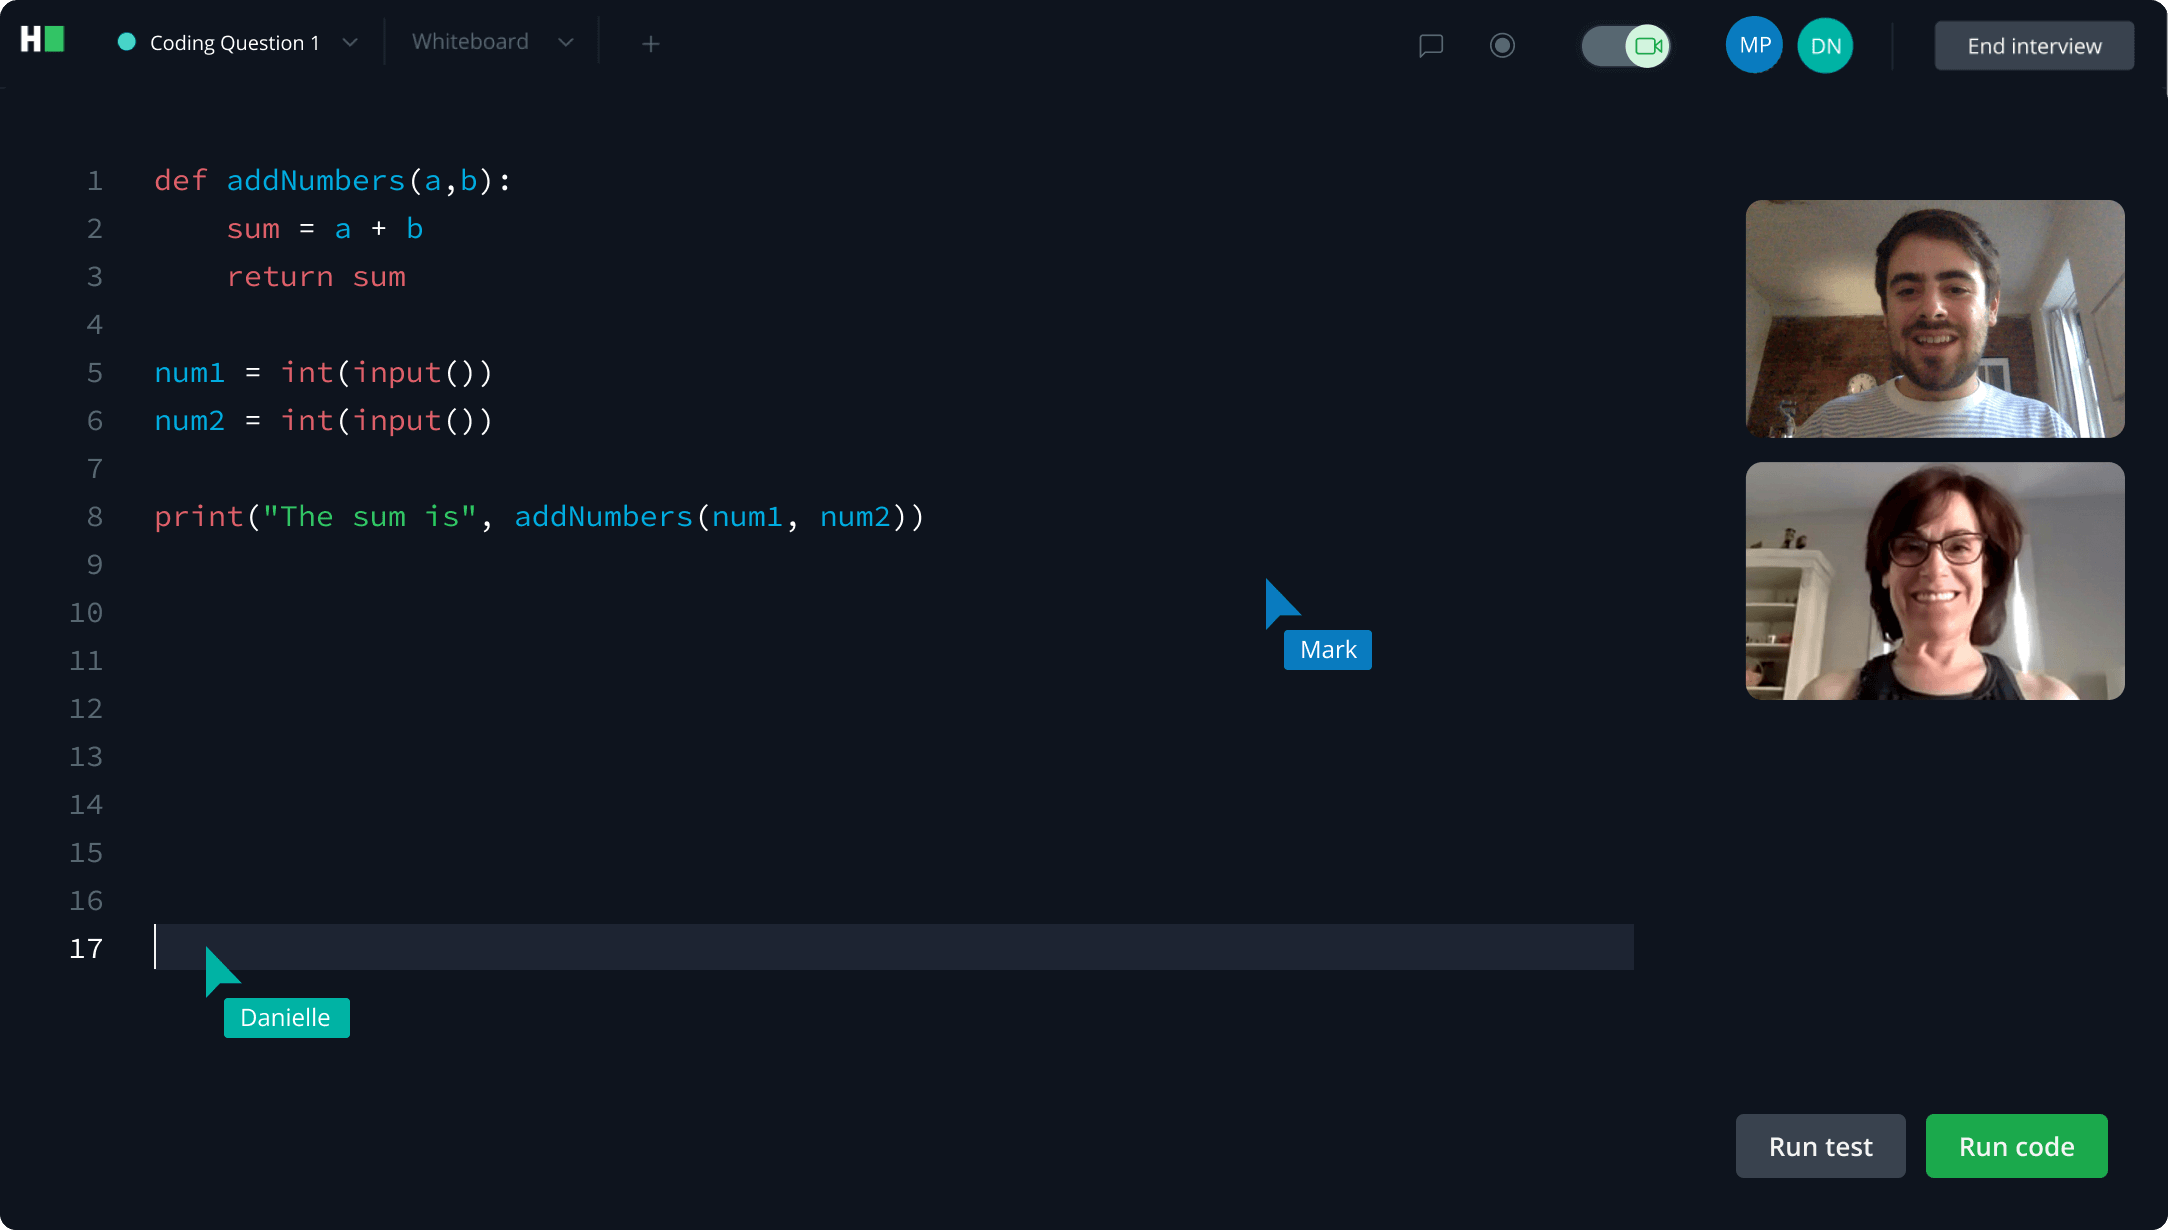 H
Coding Question 1
Whiteboard
+
MP
DN
End interview
1 def addNumbers(a,b):
2     sum = a + b
3     return sum
4
5 num1 = int(input())
6 num2 = int(input())
7
8 print("The sum is", addNumbers(num1, num2))
9
10
11
12
13
14
15
16
17
Mark
Danielle
Run test
Run code